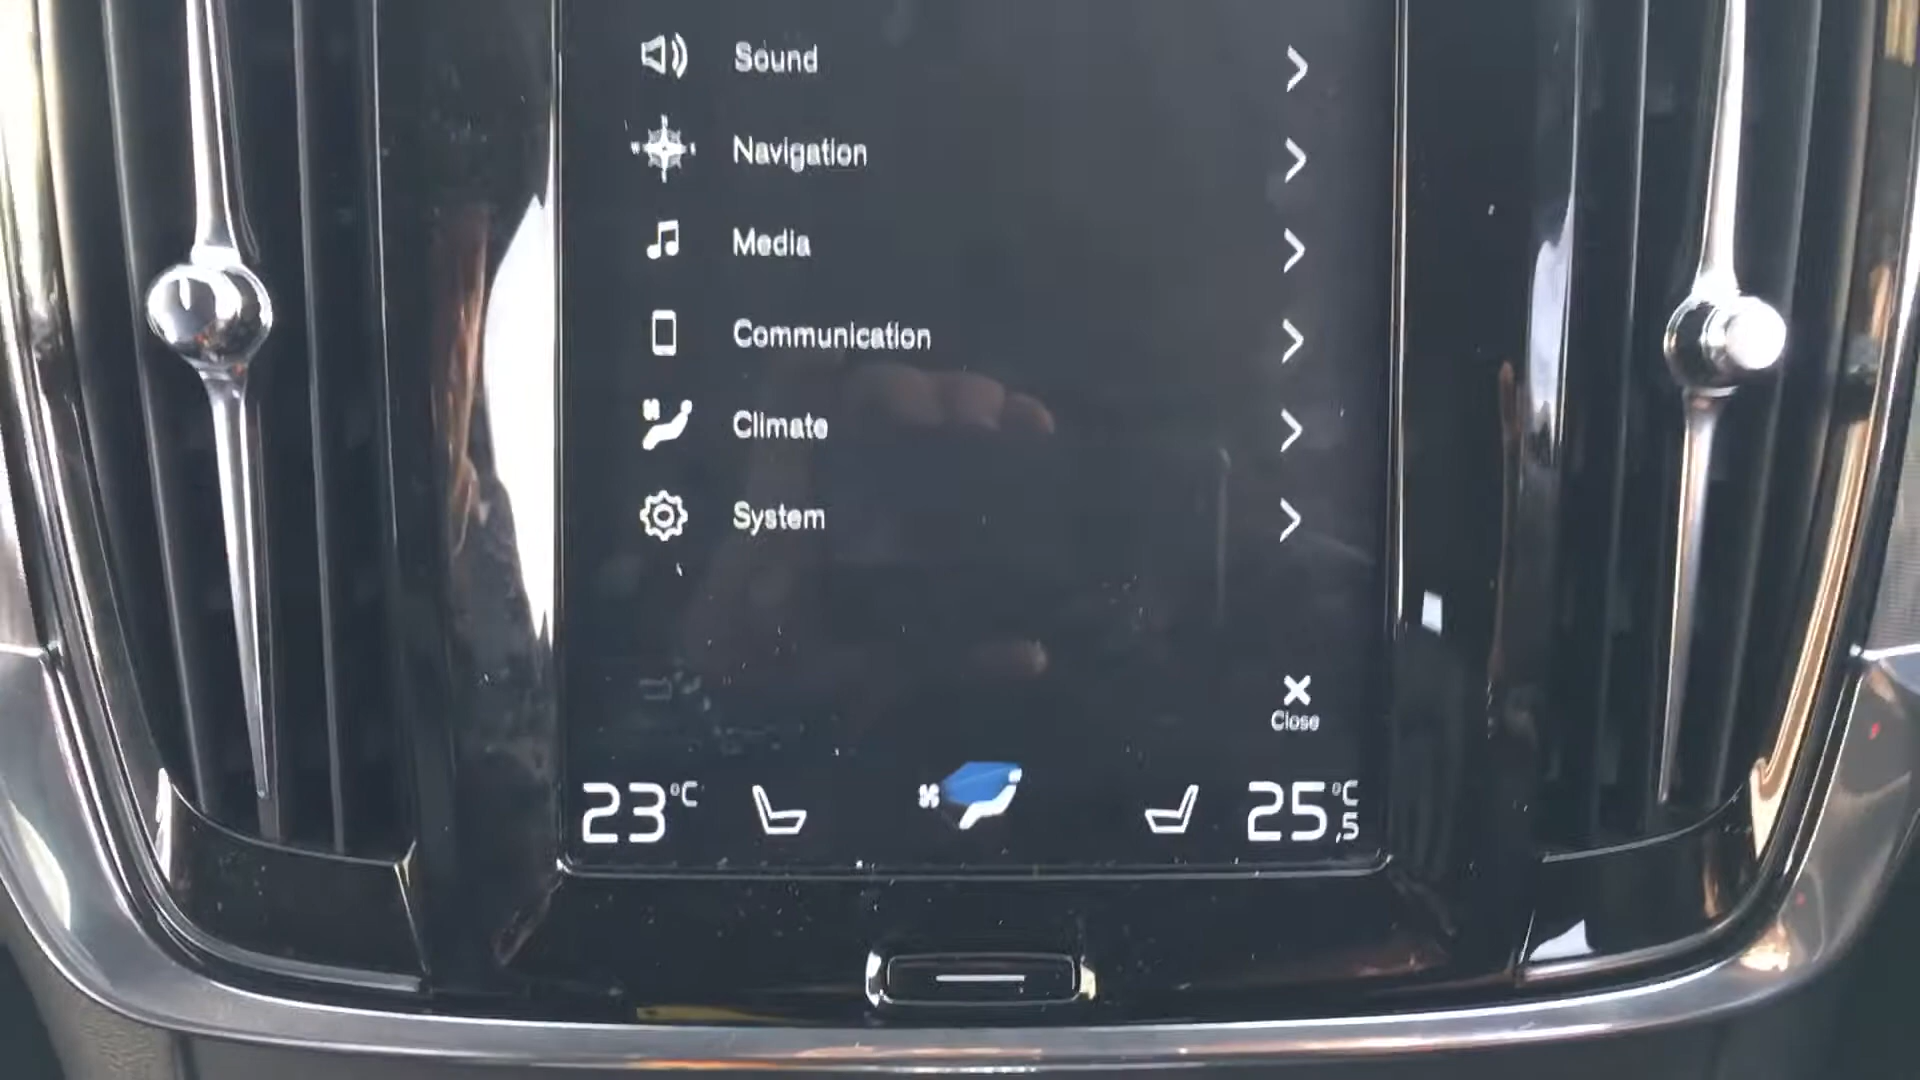 Sound
Navigation
Media
Communication
Climate
System
Close
23°C
25,5°C